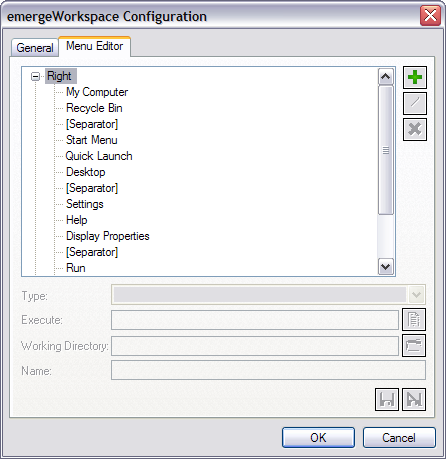 emergeWorkspace Configuration
General Menu Editor
Right
My Computer
Recycle Bin
[Separator]
Start Menu
Quick Launch
Desktop
[Separator]
Settings
Help
Display Properties
[Separator]
Run
Type:
Execute:
Working Directory:
Name:
OK Cancel